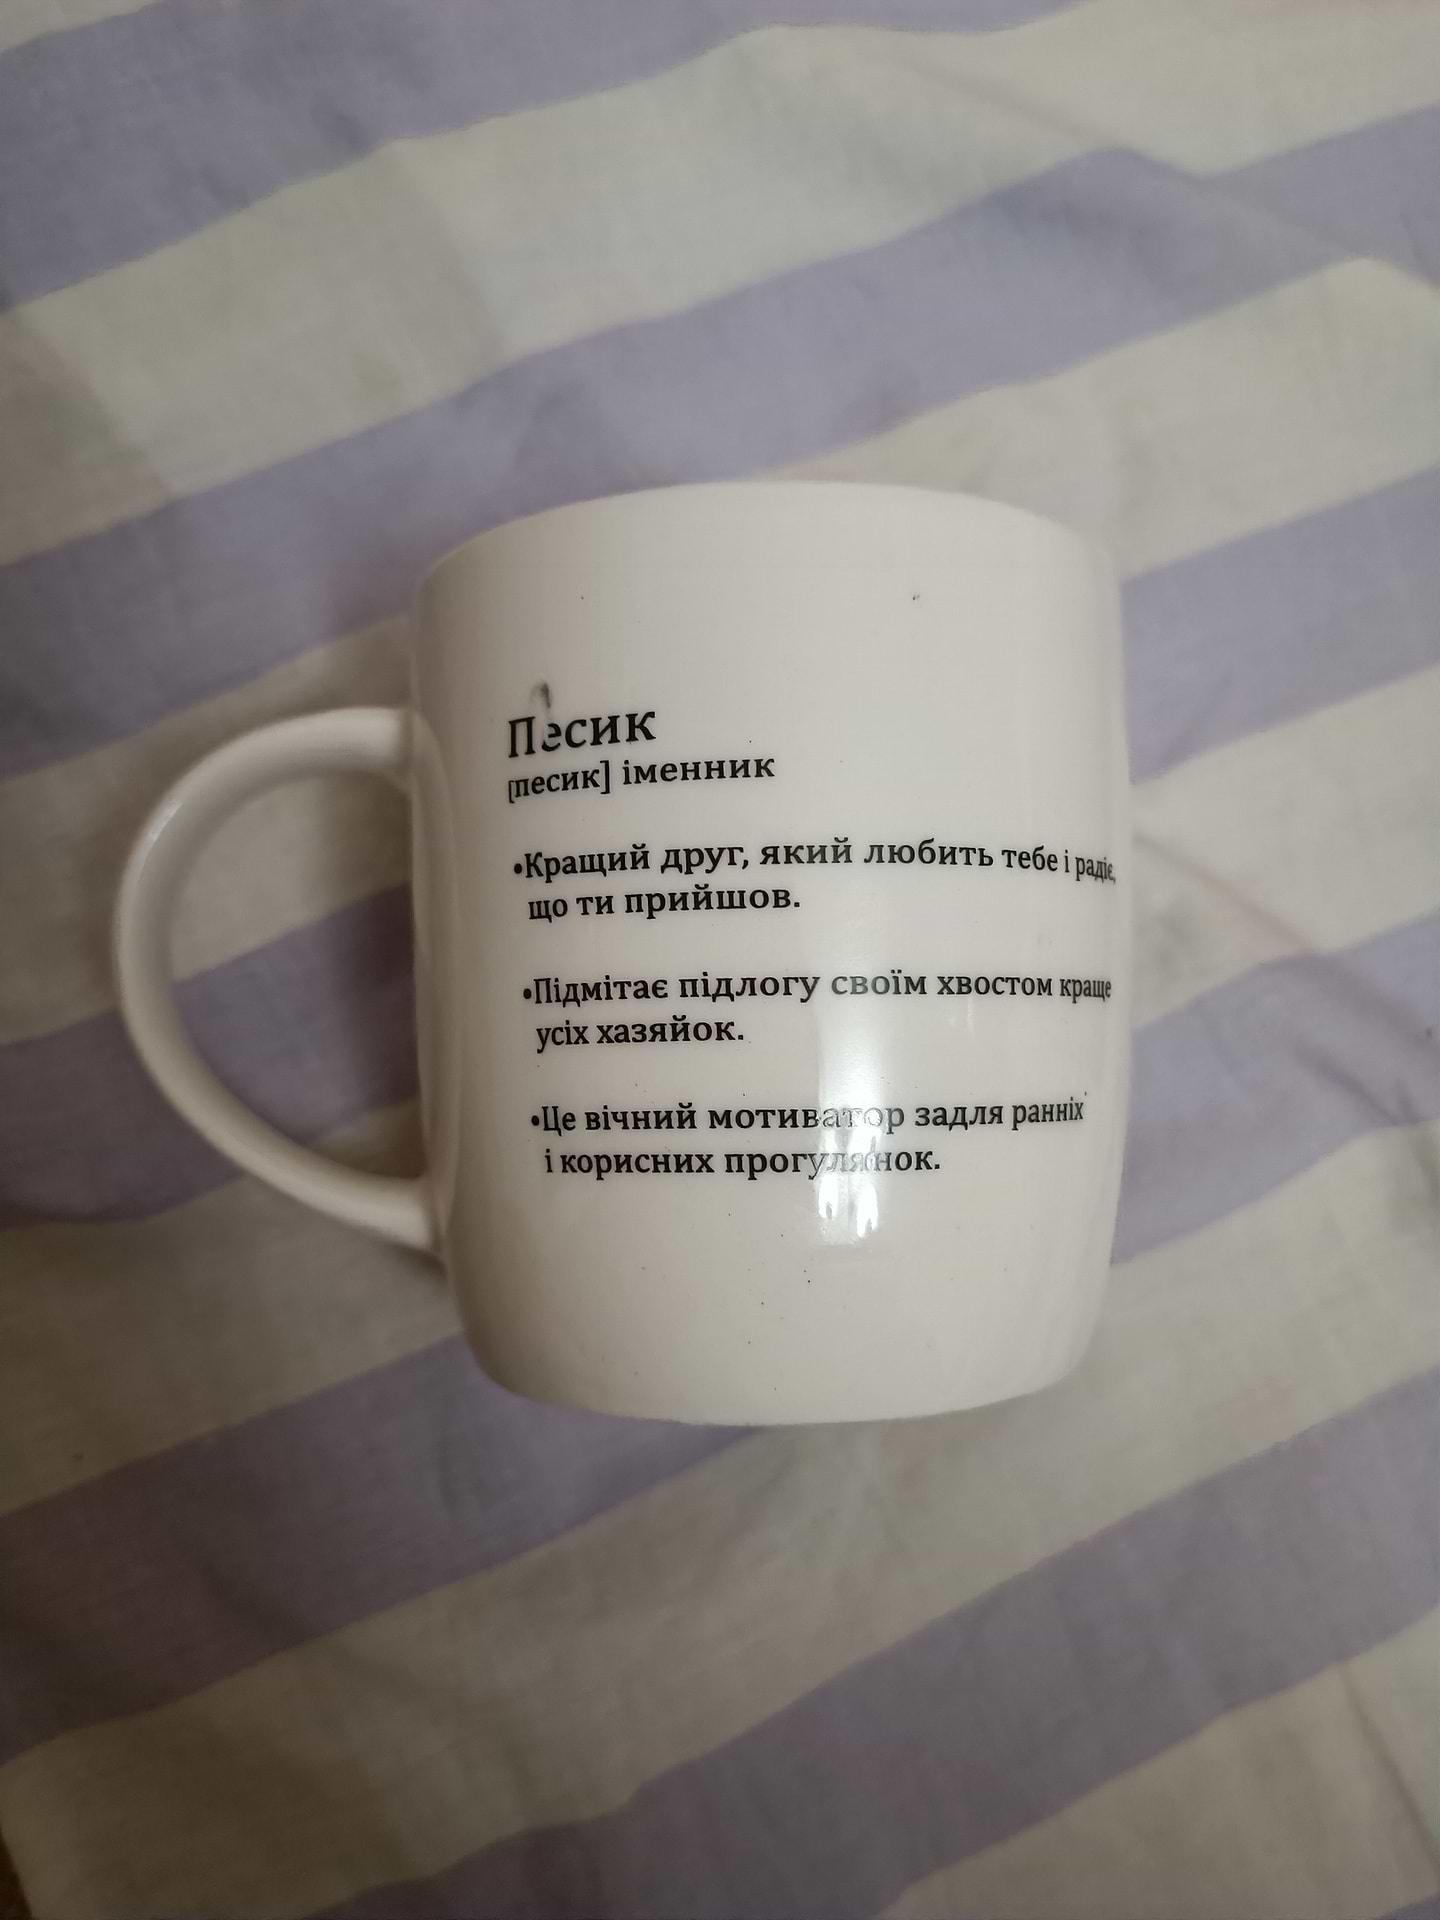 Песик
[песик] іменник
•Кращий друг, який любить тебе і радіє,
що ти прийшов.
•Підмітає підлогу своїм хвостом краще
усіх хазяйок.
•Це вічний мотиватор задля ранніх
і корисних прогулянок.